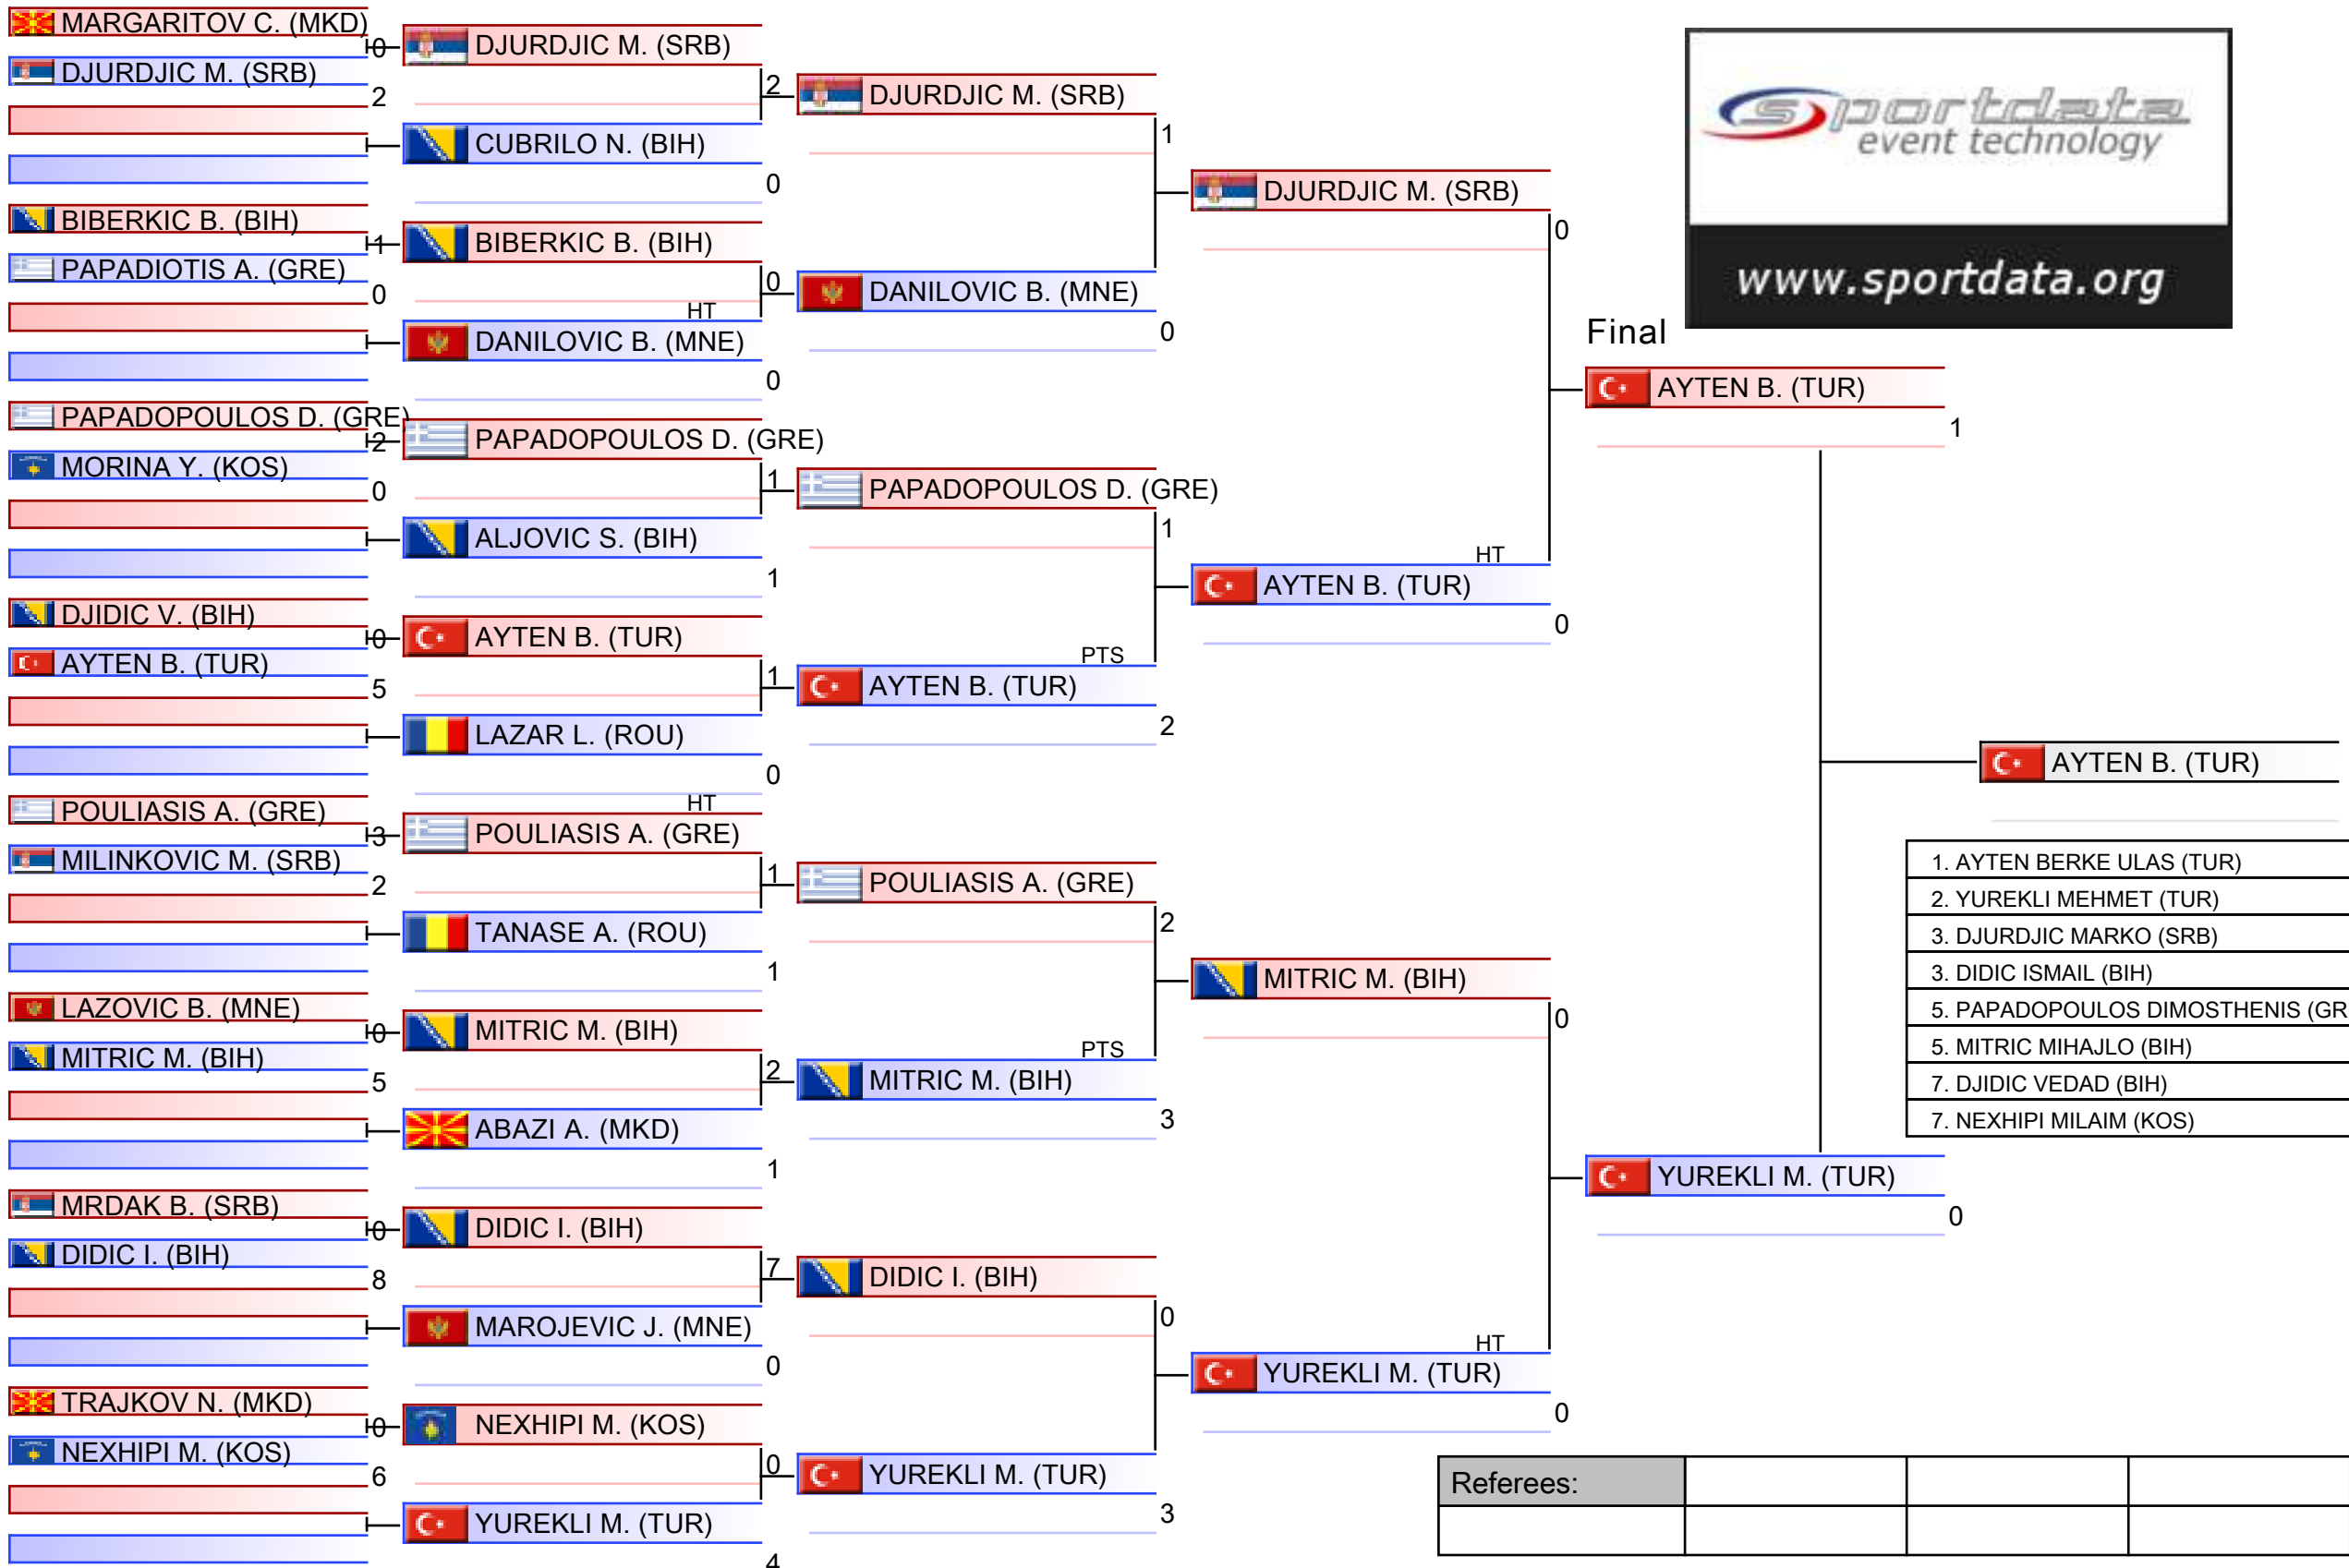 MARGARITOV C. (MKD)
0
DJURDJIC M. (SRB)
2
BIBERKIC B. (BIH)
1
PAPADIOTIS A. (GRE)
0
PAPADOPOULOS D. (GRE)
2
MORINA Y. (KOS)
0
DJIDIC V. (BIH)
0
AYTEN B. (TUR)
5
POULIASIS A. (GRE)
3
MILINKOVIC M. (SRB)
2
LAZOVIC B. (MNE)
0
MITRIC M. (BIH)
5
MRDAK B. (SRB)
0
DIDIC I. (BIH)
8
TRAJKOV N. (MKD)
0
NEXHIPI M. (KOS)
6
DJURDJIC M. (SRB)
2
CUBRILO N. (BIH)
0
BIBERKIC B. (BIH)
0
HT
DANILOVIC B. (MNE)
0
PAPADOPOULOS D. (GRE)
1
ALJOVIC S. (BIH)
1
AYTEN B. (TUR)
1
LAZAR L. (ROU)
0
HT
POULIASIS A. (GRE)
1
TANASE A. (ROU)
1
MITRIC M. (BIH)
2
ABAZI A. (MKD)
1
DIDIC I. (BIH)
7
MAROJEVIC J. (MNE)
0
NEXHIPI M. (KOS)
0
YUREKLI M. (TUR)
4
DJURDJIC M. (SRB)
1
DANILOVIC B. (MNE)
0
PAPADOPOULOS D. (GRE)
1
PTS
AYTEN B. (TUR)
2
POULIASIS A. (GRE)
2
PTS
MITRIC M. (BIH)
3
DIDIC I. (BIH)
0
YUREKLI M. (TUR)
3
DJURDJIC M. (SRB)
0
HT
AYTEN B. (TUR)
0
MITRIC M. (BIH)
0
HT
YUREKLI M. (TUR)
0
sportdata
event technology
www.sportdata.org
Final
AYTEN B. (TUR)
1
YUREKLI M. (TUR)
0
AYTEN B. (TUR)
1. AYTEN BERKE ULAS (TUR)
2. YUREKLI MEHMET (TUR)
3. DJURDJIC MARKO (SRB)
3. DIDIC ISMAIL (BIH)
5. PAPADOPOULOS DIMOSTHENIS (GR
5. MITRIC MIHAJLO (BIH)
7. DJIDIC VEDAD (BIH)
7. NEXHIPI MILAIM (KOS)
Referees: